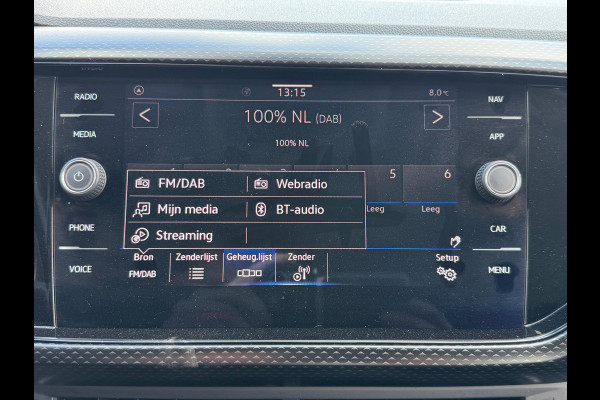 RADIO
MEDIA
PHONE
VOICE
13:15
8.0°C
100% NL (DAB)
100% NL
5
6
Leeg
Leeg
FM/DAB
Webradio
Mijn media
BT-audio
Streaming
Bron
FM/DAB
Zenderlijst
Geheug.lijst
Zender
Setup
NAV
APP
CAR
MENU